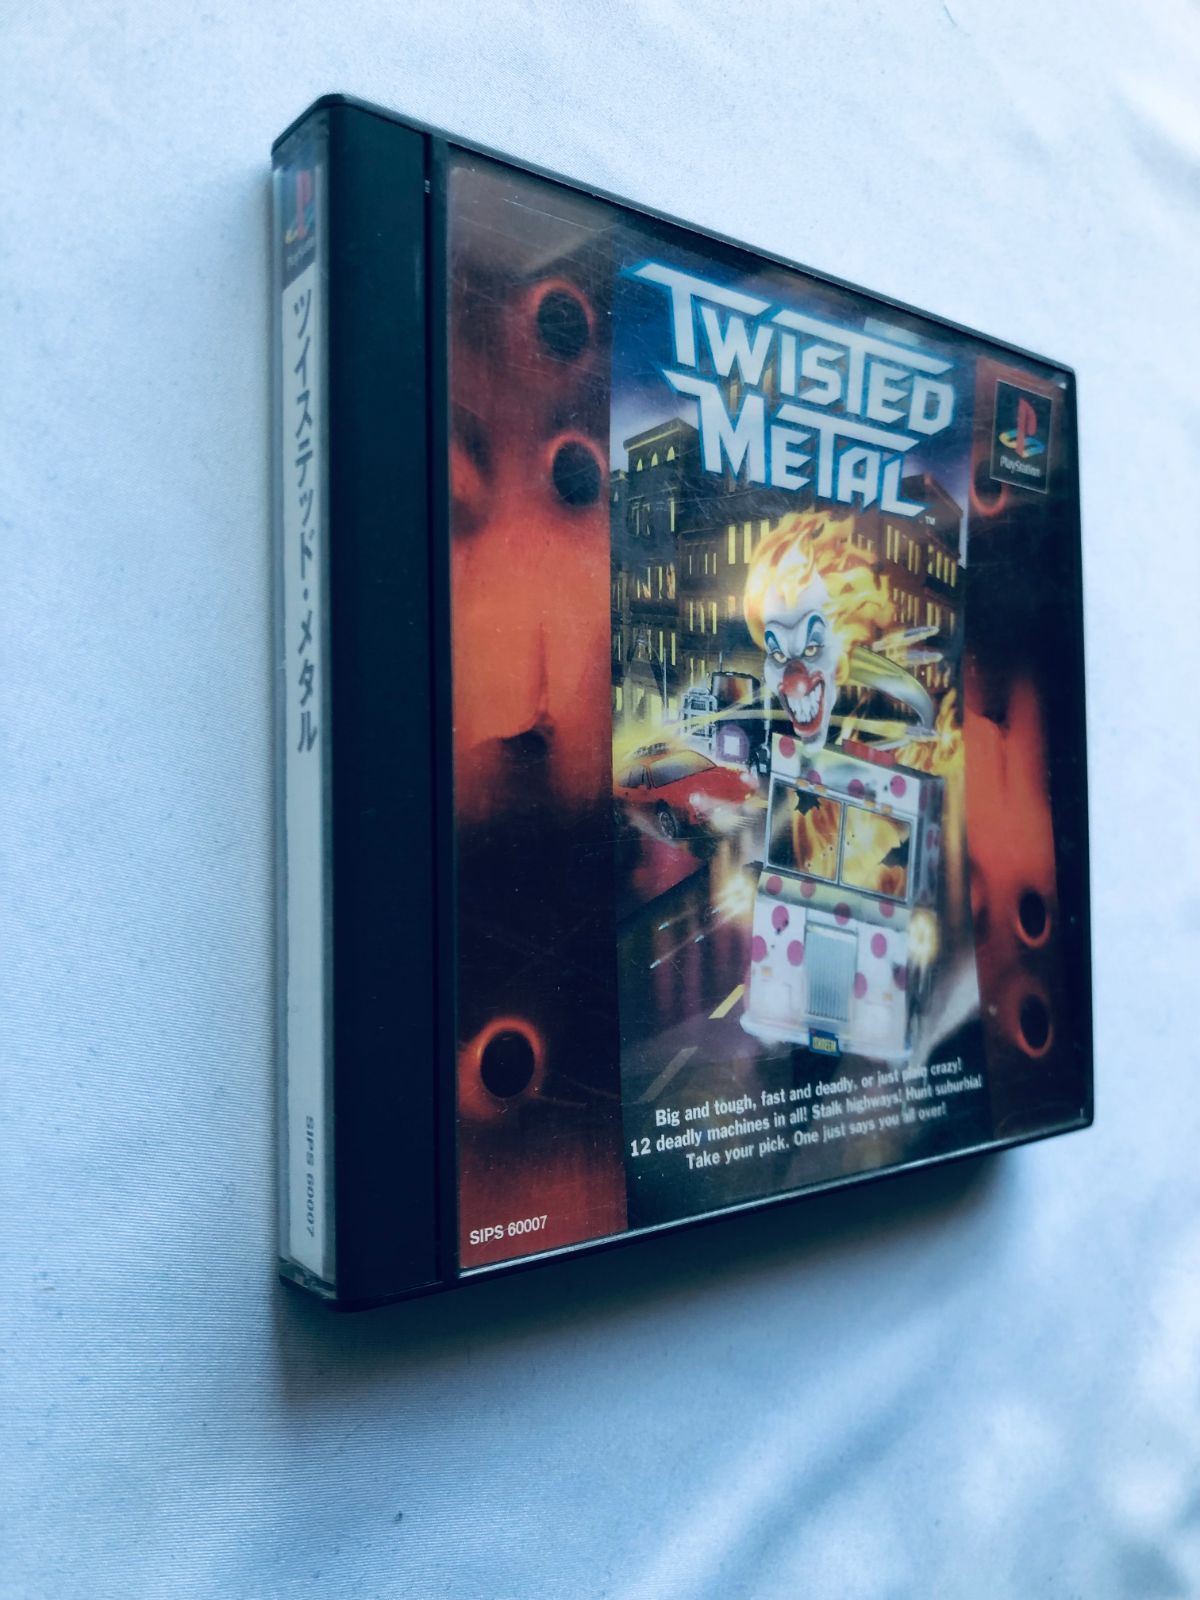 PlayStation
ツイステッド・メタル
SIPS 60007
TWISTED
METAL
TM
PlayStation
Big and tough, fast and deadly, or just plain crazy!
12 deadly machines in all! Stalk highways! Hunt suburbia!
Take your pick. One just says you all over!
SIPS 60007